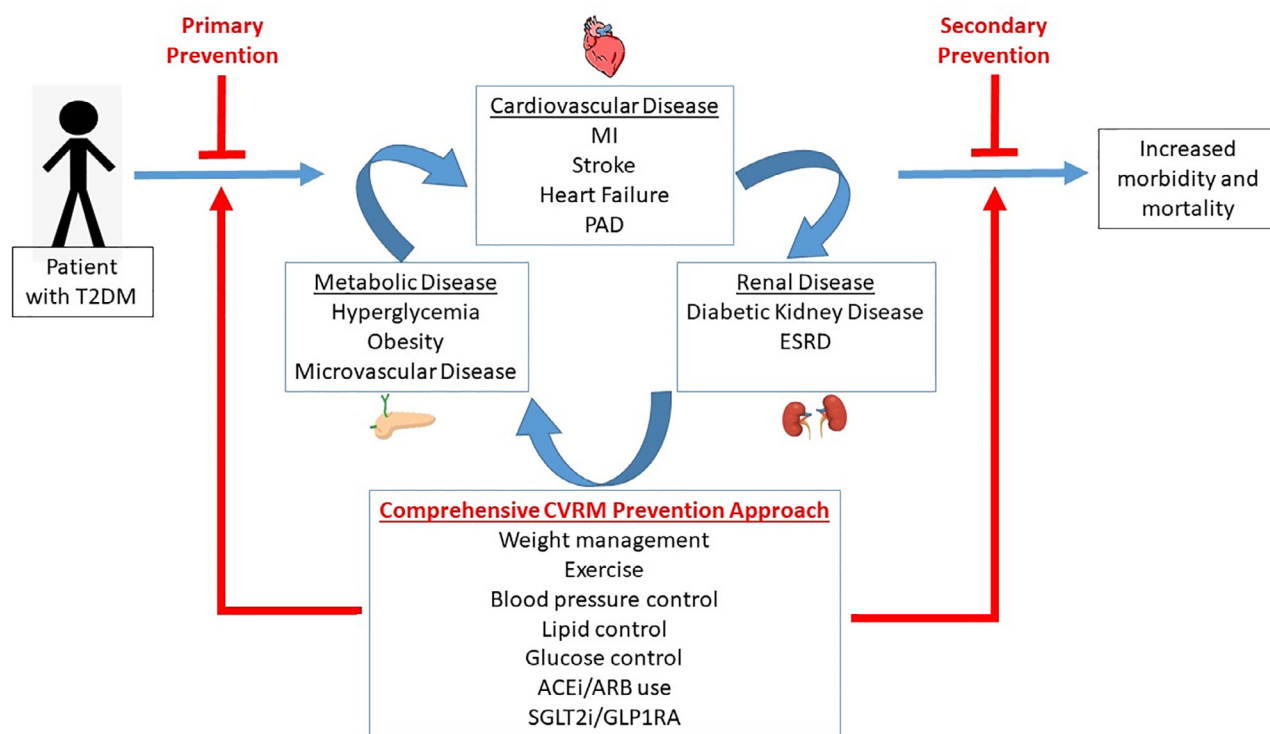 Primary
Prevention
Secondary
Prevention
Cardiovascular Disease
MI
Stroke
Heart Failure
PAD
Increased
morbidity and
mortality
Patient
with T2DM
Metabolic Disease
Hyperglycemia
Obesity
Microvascular Disease
Renal Disease
Diabetic Kidney Disease
ESRD
Comprehensive CVRM Prevention Approach
Weight management
Exercise
Blood pressure control
Lipid control
Glucose control
ACEi/ARB use
SGLT2i/GLP1RA